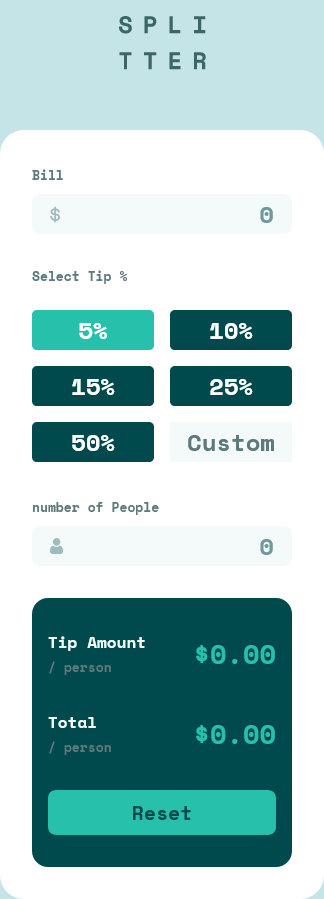 SPLI
TTER
Bill
$ 0
Select Tip %
5% 10%
15% 25%
50% Custom
number of People
0
Tip Amount
/ person
$0.00
Total
/ person
$0.00
Reset